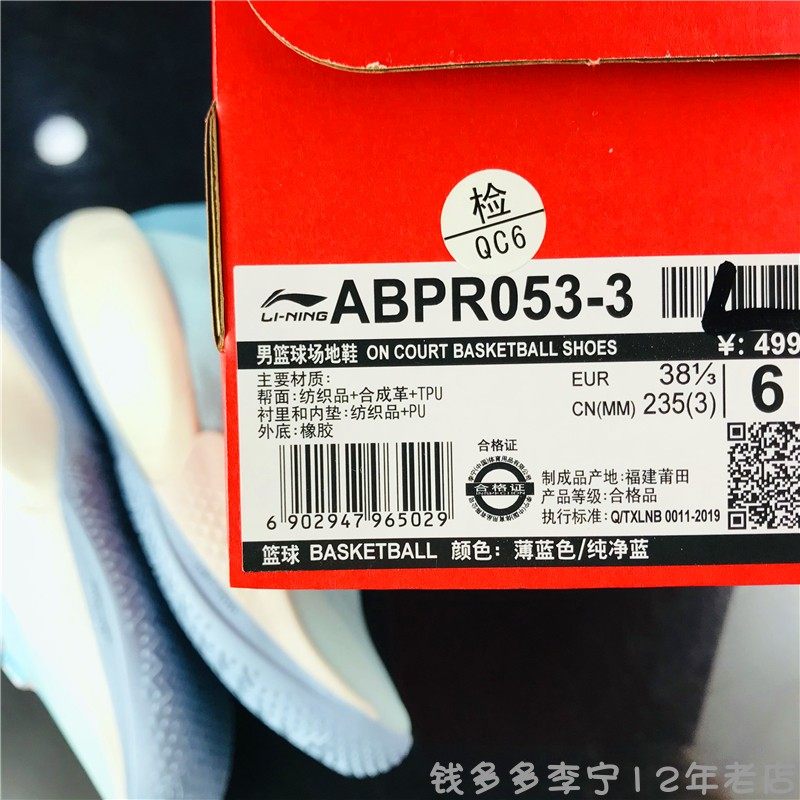 检
QC6
LI-NING ABPR053-3
男篮球场地鞋 ON COURT BASKETBALL SHOES ¥: 499
主要材质:
帮面:纺织品+合成革+TPU
衬里和内垫:纺织品+PU
外底:橡胶
EUR 38⅓
CN(MM) 235(3)
6
合格证
合格证
制成品产地:福建莆田
产品等级:合格品
执行标准:Q/TXLNB 0011-2019
6 902947 965029
篮球 BASKETBALL 颜色:薄蓝色/纯净蓝
钱多多李宁12年老店